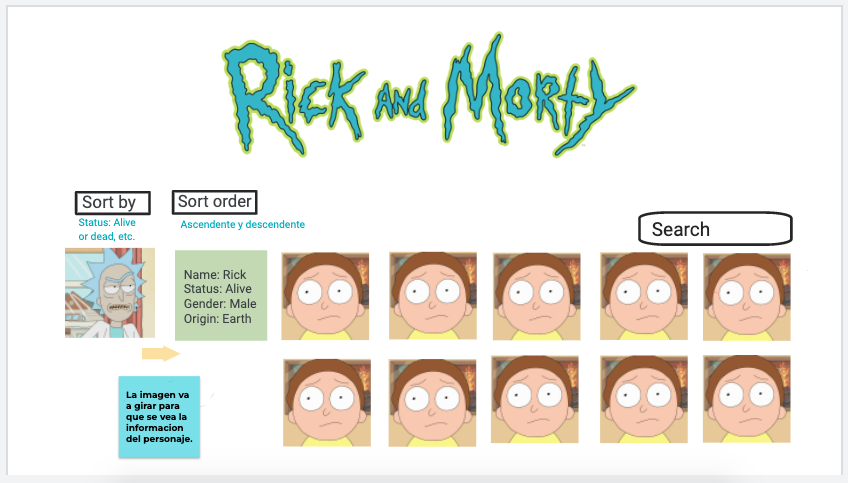 Rick and Morty
Sort by
Sort order
Status: Alive
or dead, etc.
Ascendente y descendente
Search
Name: Rick
Status: Alive
Gender: Male
Origin: Earth
La imagen va
a girar para
que se vea la
informacion
del personaje.